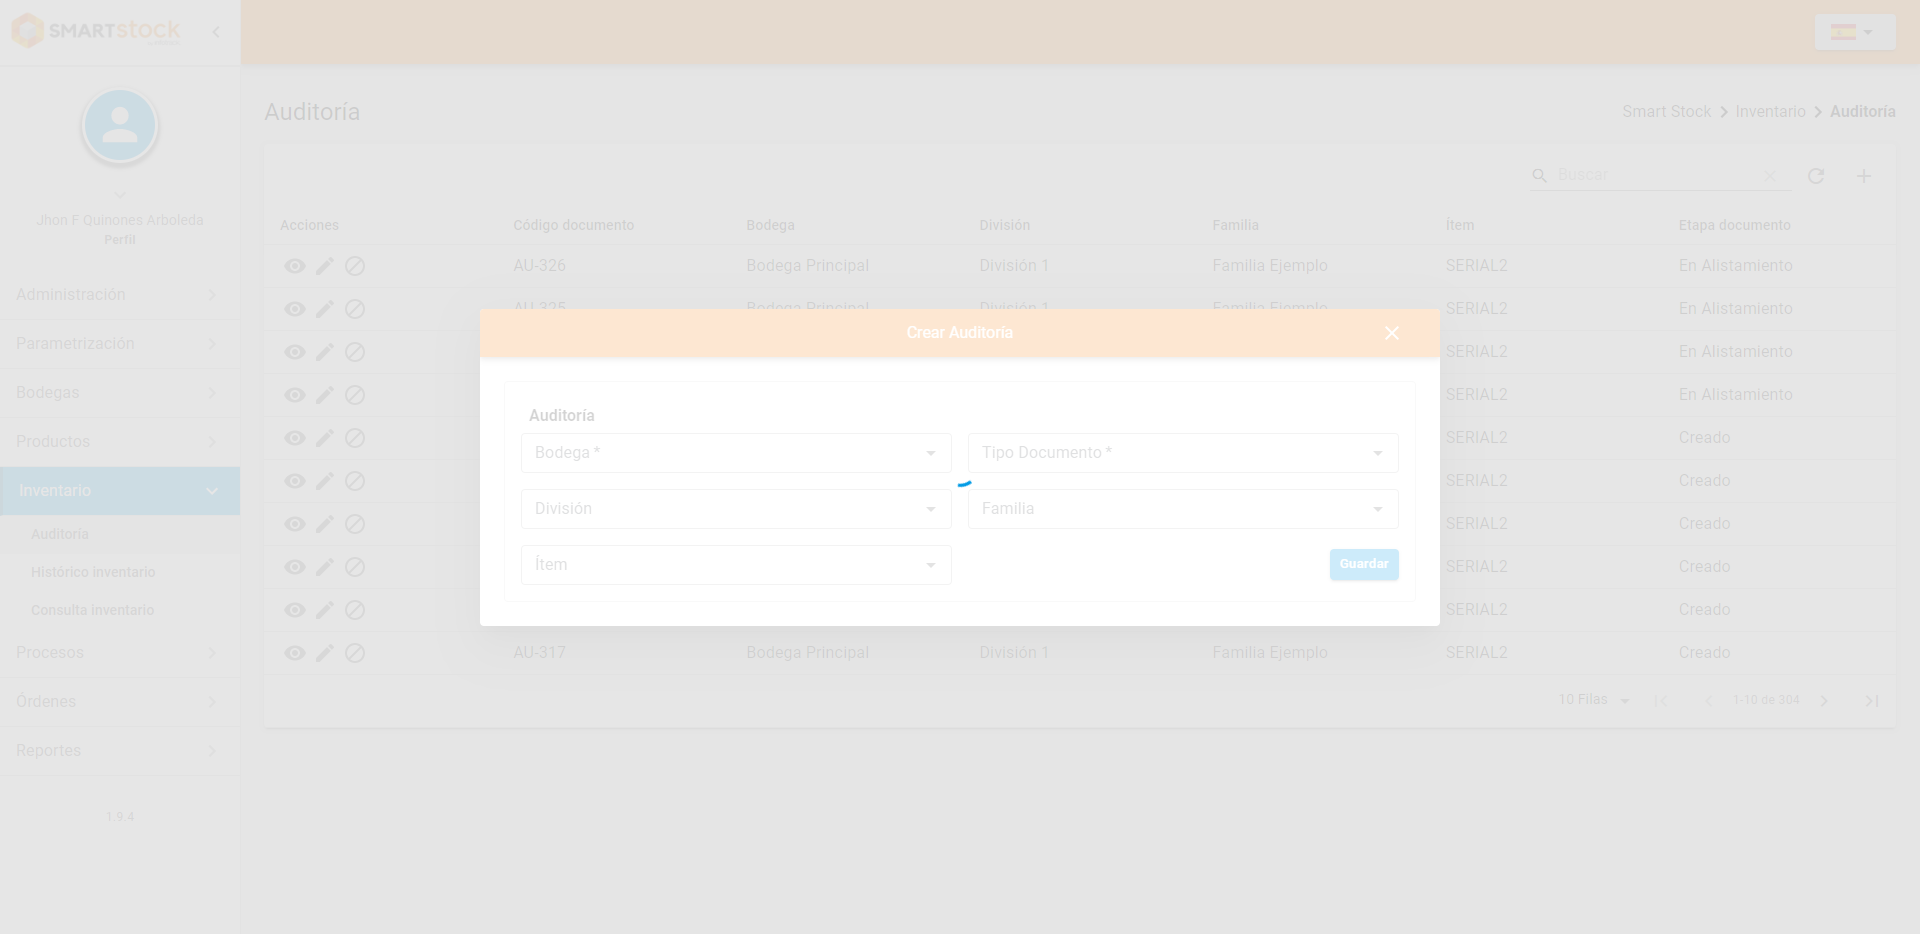 SMARTstock
Auditoría
Smart Stock > Inventario > Auditoría
Jhon F Quinones Arboleda
Perfil
Administración
Parametrización
Bodegas
Productos
Inventario
Auditoría
Histórico inventario
Consulta inventario
Procesos
Órdenes
Reportes
1.9.4
Buscar
Acciones Código documento Bodega División Familia Ítem Etapa documento
AU-326 Bodega Principal División 1 Familia Ejemplo SERIAL2 En Alistamiento
AU-325 Bodega Principal División 1 Familia Ejemplo SERIAL2 En Alistamiento
SERIAL2 En Alistamiento
SERIAL2 En Alistamiento
SERIAL2 Creado
SERIAL2 Creado
SERIAL2 Creado
SERIAL2 Creado
SERIAL2 Creado
AU-317 Bodega Principal División 1 Familia Ejemplo SERIAL2 Creado
10 Filas 1-10 de 304
Crear Auditoría
Auditoría
Bodega * Tipo Documento *
División Familia
Ítem Guardar